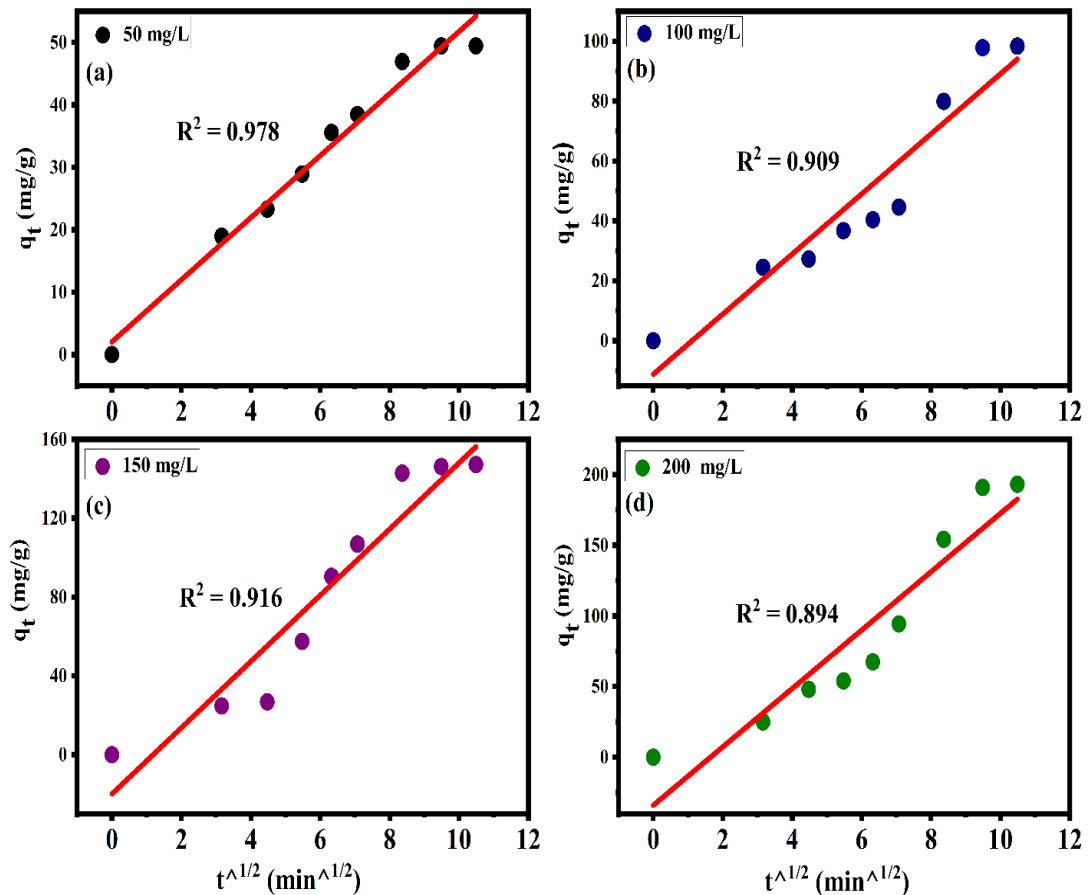 50 mg/L
(a)
R² = 0.978
qt (mg/g)
50
40
30
20
10
0
0 2 4 6 8 10 12
100 mg/L
(b)
R² = 0.909
qt (mg/g)
100
80
60
40
20
0
0 2 4 6 8 10 12
150 mg/L
(c)
R² = 0.916
qt (mg/g)
160
120
80
40
0
0 2 4 6 8 10 12
t^1/2 (min^1/2)
200 mg/L
(d)
R² = 0.894
qt (mg/g)
200
150
100
50
0
0 2 4 6 8 10 12
t^1/2 (min^1/2)